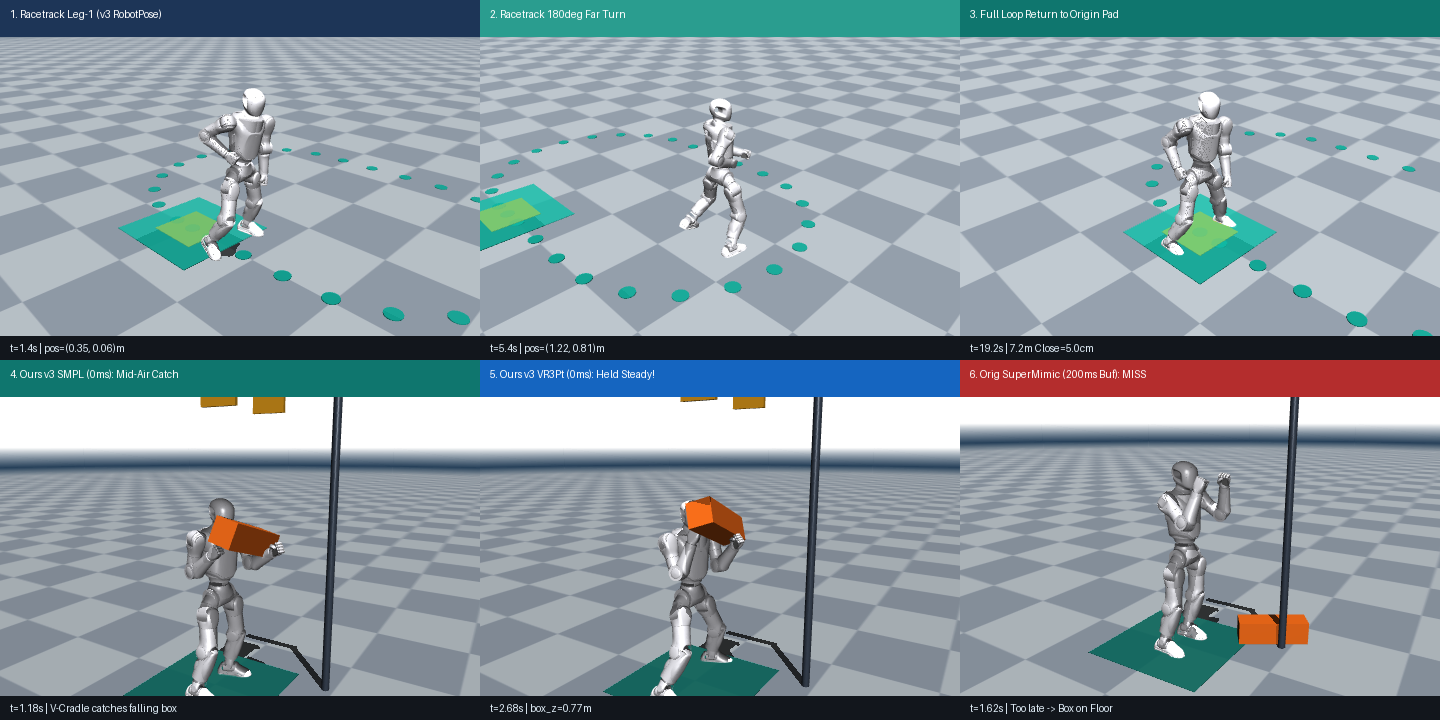 1. Racetrack Leg-1 (v3 RobotPose)
2. Racetrack 180deg Far Turn
3. Full Loop Return to Origin Pad
t=1.4s | pos=(0.35, 0.06)m
t=5.4s | pos=(1.22, 0.81)m
t=19.2s | 7.2m Close=5.0cm
4. Ours v3 SMPL (0ms): Mid-Air Catch
5. Ours v3 VR3Pt (0ms): Held Steady!
6. Orig SuperMimic (200ms Buf): MISS
t=1.18s | V-Cradle catches falling box
t=2.68s | box_z=0.77m
t=1.62s | Too late -> Box on Floor